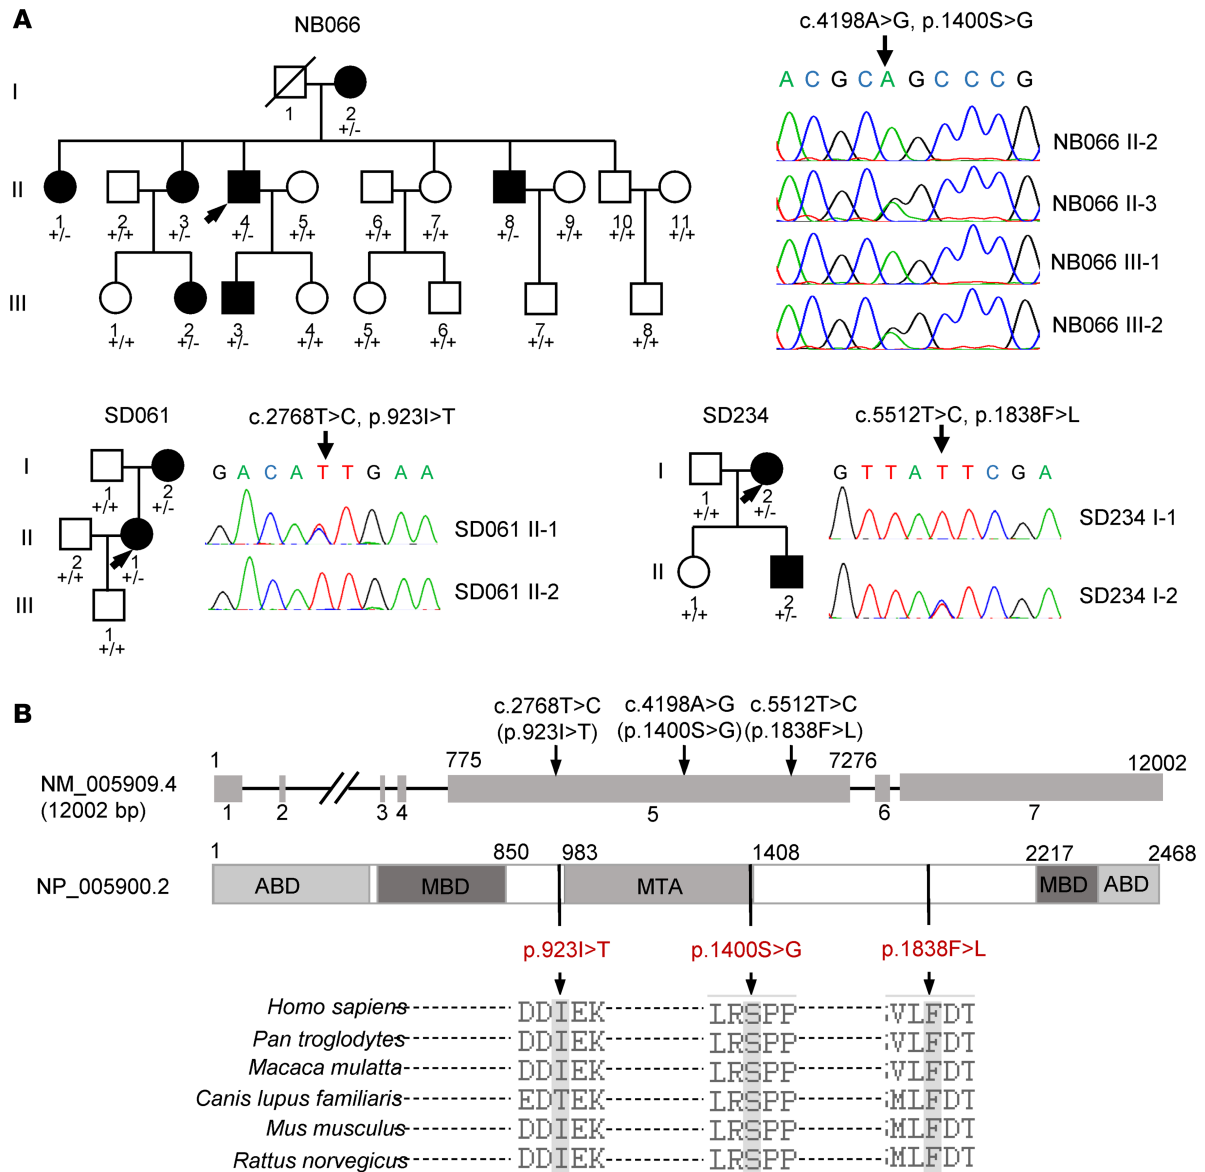 A
NB066
c.4198A>G, p.1400S>G
A C G C A G C C C G
I
1
2
+/-
NB066 II-2
II
1
+/-
2
+/+
3
+/-
4
+/-
5
+/+
6
+/+
7
+/+
8
+/-
9
+/+
10
+/+
11
+/+
NB066 II-3
NB066 III-1
III
1
+/+
2
+/-
3
+/-
4
+/+
5
+/+
6
+/+
7
+/+
8
+/+
NB066 III-2
SD061
c.2768T>C, p.923I>T
I
1
+/+
2
+/-
G A C A T T G A A
II
2
+/+
1
+/-
SD061 II-1
III
1
+/+
SD061 II-2
SD234
c.5512T>C, p.1838F>L
I
1
+/+
2
+/-
G T T A T T C G A
SD234 I-1
II
1
+/+
2
+/-
SD234 I-2
B
c.2768T>C
(p.923I>T)
c.4198A>G
(p.1400S>G)
c.5512T>C
(p.1838F>L)
1 775 7276 12002
NM_005909.4
(12002 bp)
1 2 3 4 5 6 7
1 850 983 1408 2217 2468
NP_005900.2 ABD MBD MTA MBD ABD
p.923I>T p.1400S>G p.1838F>L
Homo sapiens DDIEK LRSPP VLFDT
Pan troglodytes DDIEK LRSPP VLFDT
Macaca mulatta DDIEK LRSPP VLFDT
Canis lupus familiaris EDTEK LRSPP MLFDT
Mus musculus DDIEK LRSPP MLFDT
Rattus norvegicus DDIEK LRSPP MLFDT